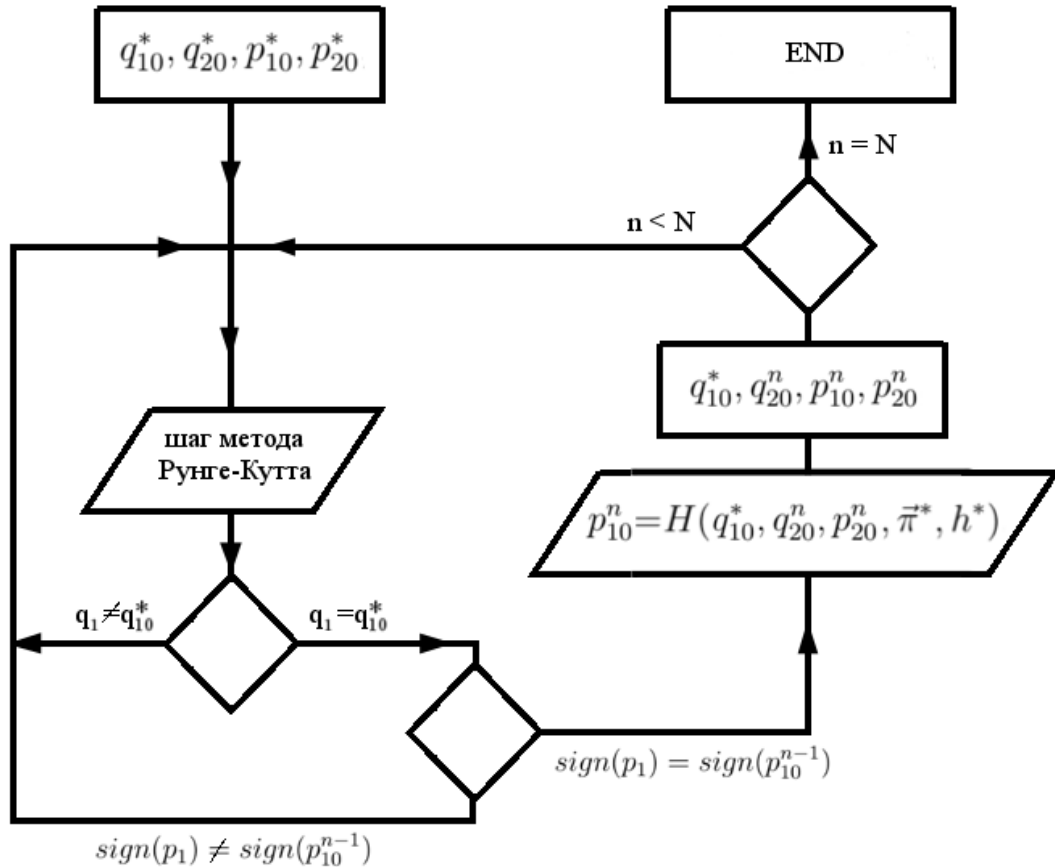 q*₁₀, q*₂₀, p*₁₀, p*₂₀
END
n = N
n < N
q*₁₀, qⁿ₂₀, pⁿ₁₀, pⁿ₂₀
шаг метода
Рунге-Кутта
pⁿ₁₀=H(q*₁₀, qⁿ₂₀, pⁿ₂₀, π⃗*, h*)
q₁≠q*₁₀
q₁=q*₁₀
sign(p₁) = sign(pⁿ⁻¹₁₀)
sign(p₁) ≠ sign(pⁿ⁻¹₁₀)